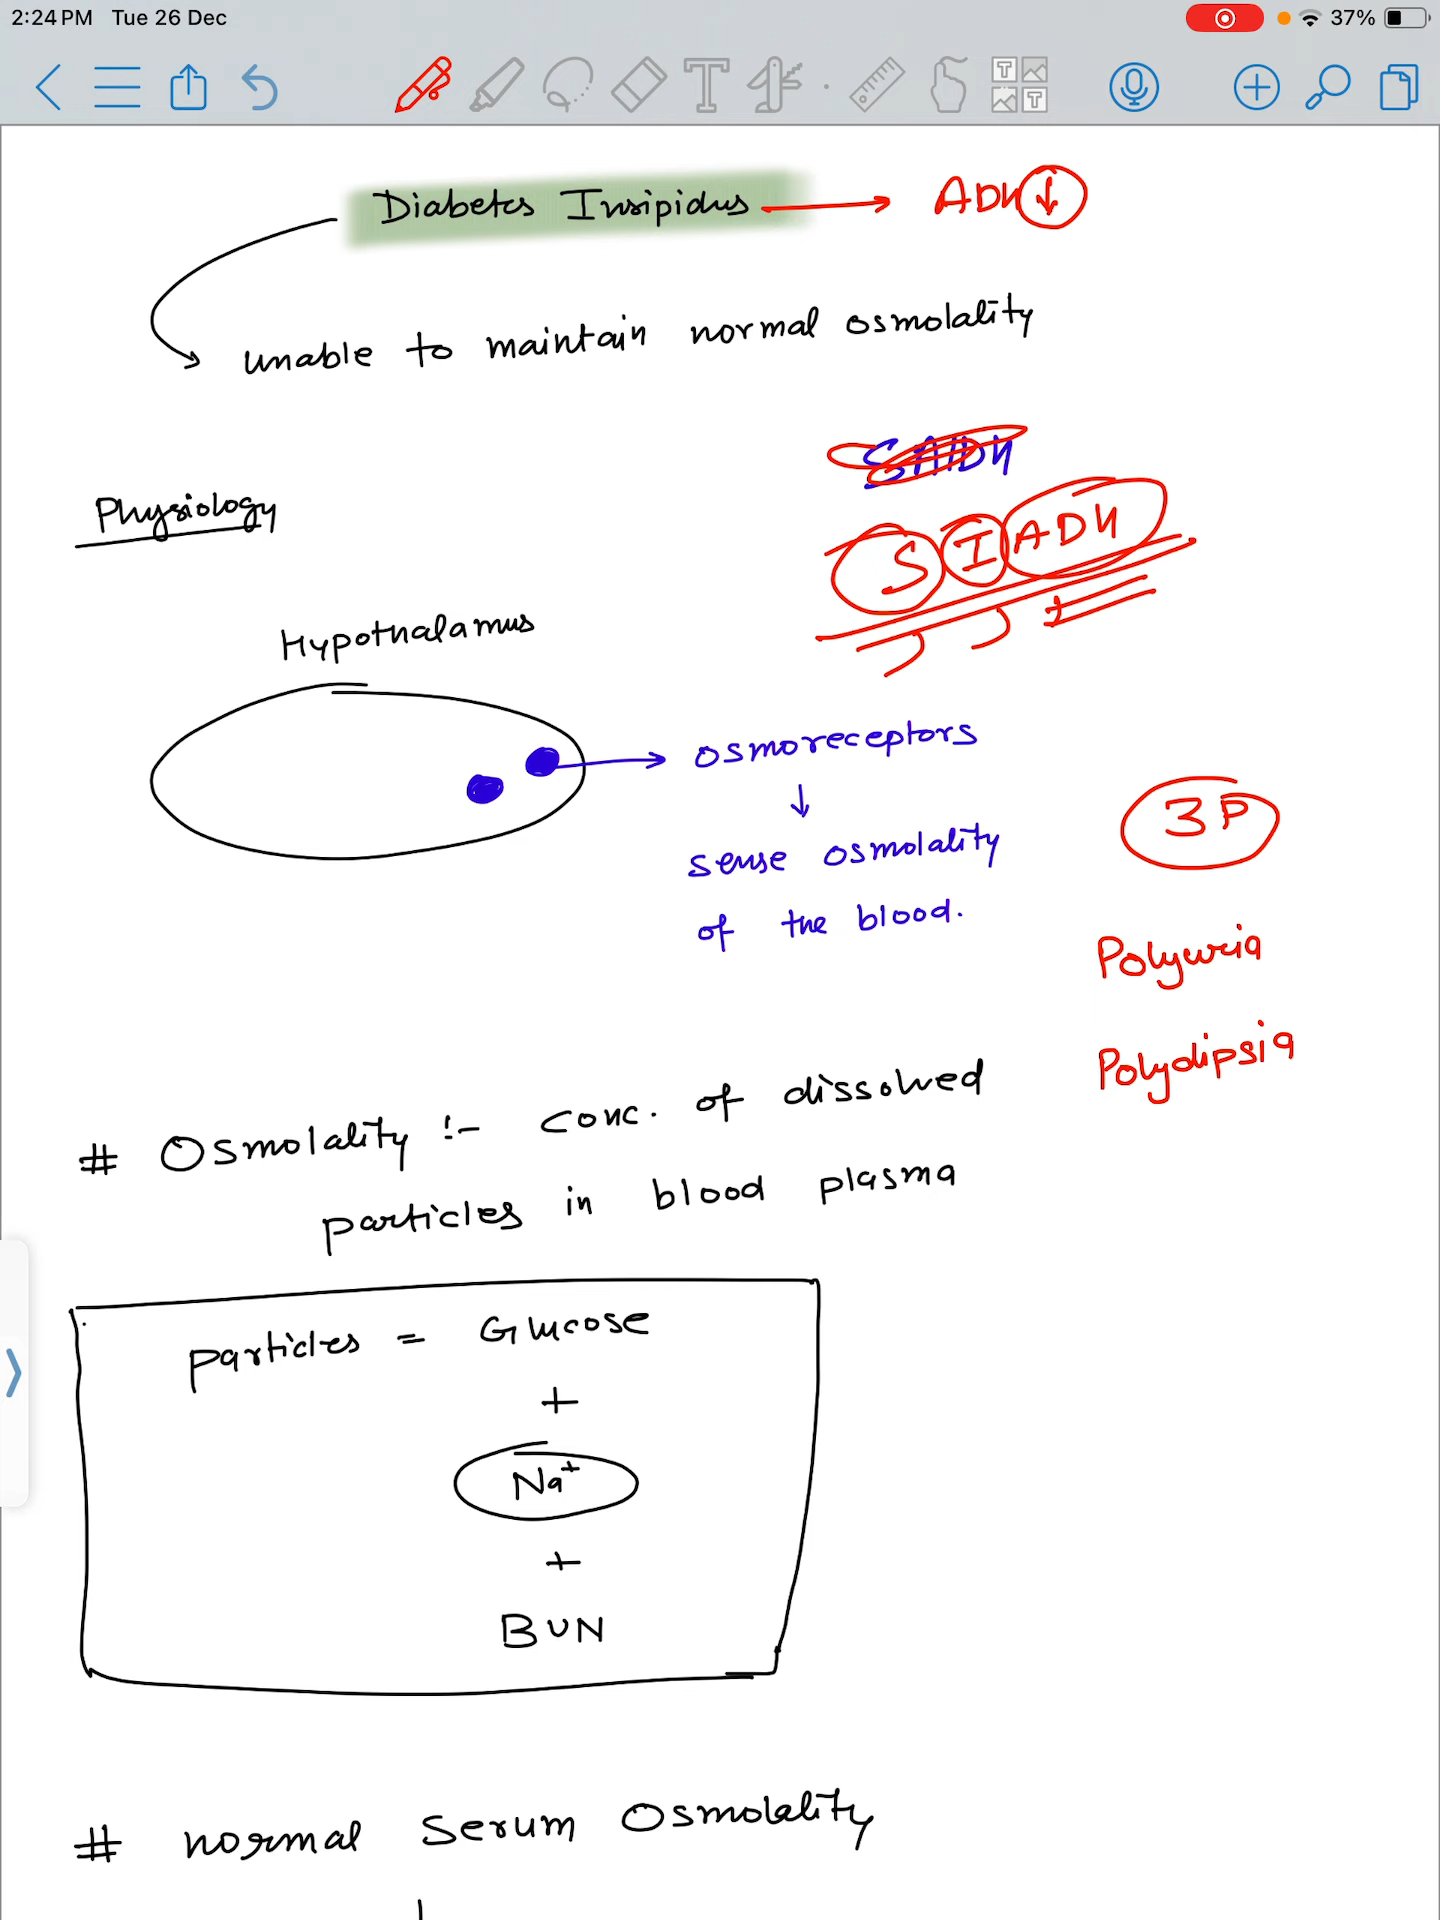 2:24 PM Tue 26 Dec
37%
Diabetes Insipidus → ADH ↓
unable to maintain normal osmolality
SIADH
Physiology
Hypothalamus
→ osmoreceptors
↓
sense osmolality
of the blood.
3P
Polyuria
Polydipsia
# Osmolality :- conc. of dissolved
particles in blood plasma
particles = Glucose
+
Na+
+
BUN
# normal serum osmolality